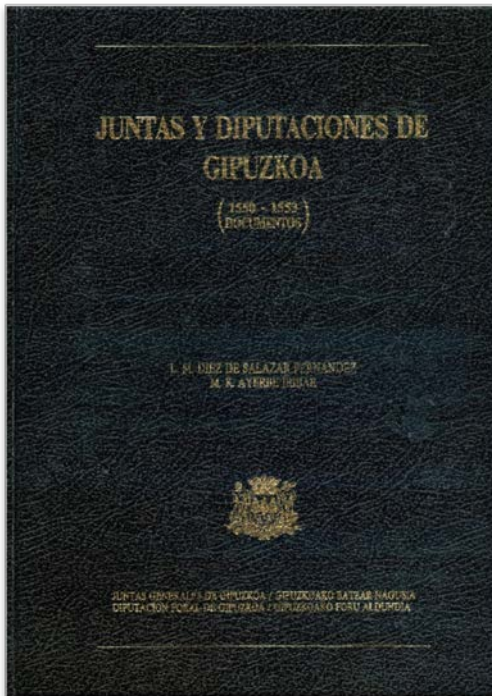 JUNTAS Y DIPUTACIONES DE
GIPUZKOA
(1550 - 1553
DOCUMENTOS)
L. M. DIEZ DE SALAZAR FERNANDEZ
M. R. AYERBE IRIBAR
JUNTAS GENERALES DE GIPUZKOA / GIPUZKOAKO BATZAR NAGUSIA
DIPUTACION FORAL DE GIPUZKOA / GIPUZKOAKO FORU ALDUNDIA